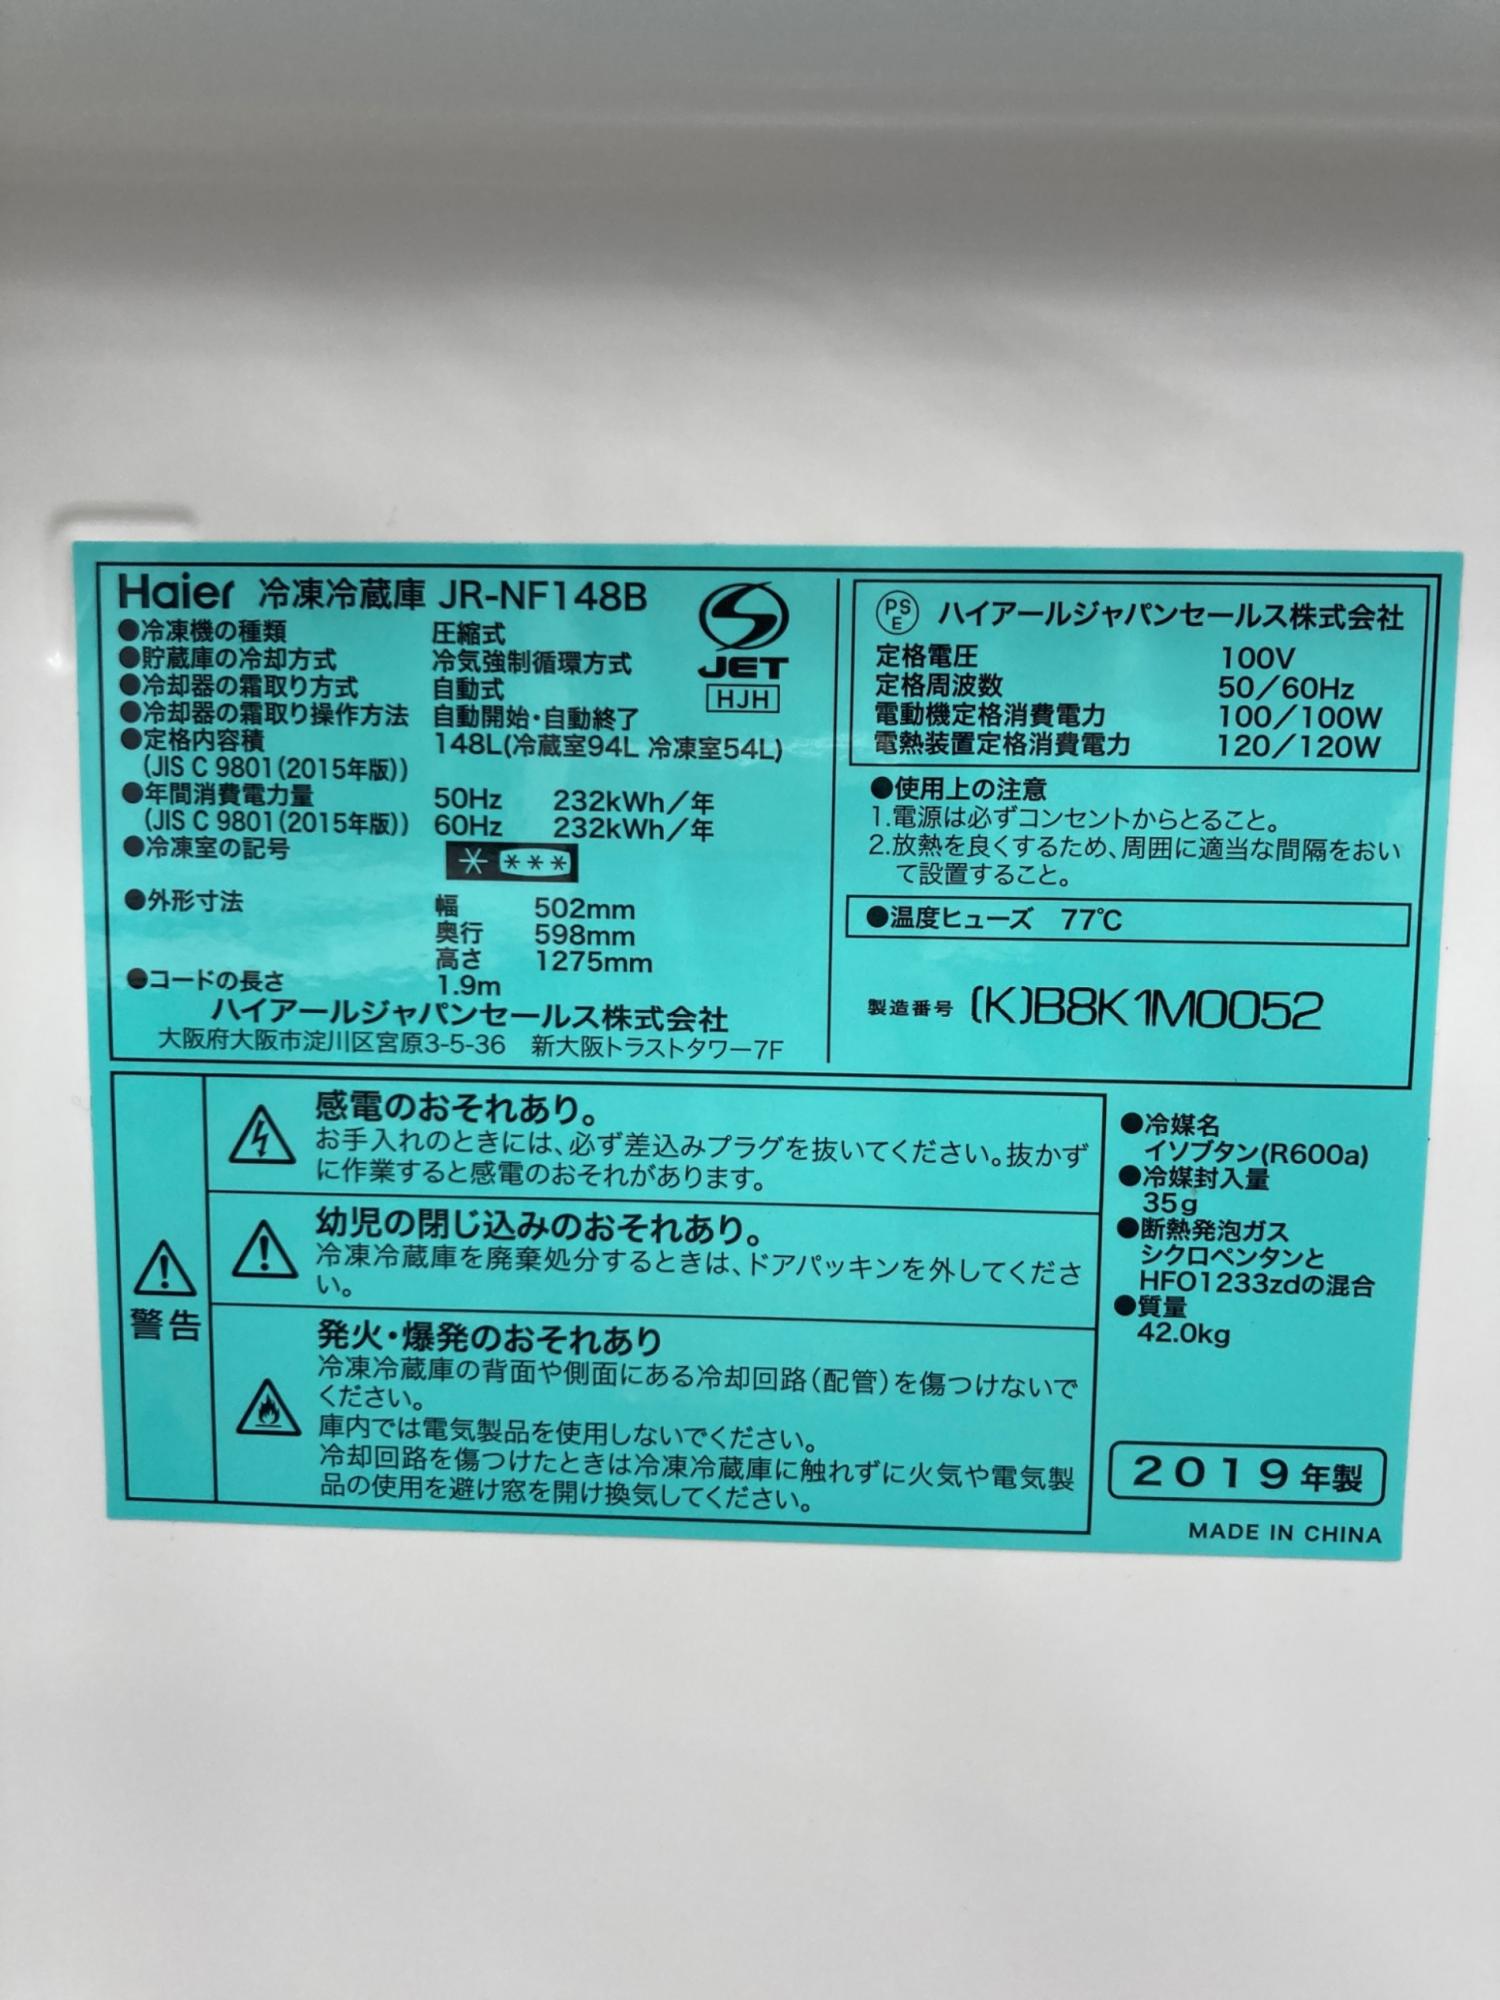 Haier 冷凍冷蔵庫 JR-NF148B
●冷凍機の種類 圧縮式
●貯蔵庫の冷却方式 冷気強制循環方式
●冷却器の霜取り方式 自動式
●冷却器の霜取り操作方法 自動開始・自動終了
●定格内容積 148L(冷蔵室94L 冷凍室54L)
(JIS C 9801(2015年版))
●年間消費電力量 50Hz 232kWh/年
(JIS C 9801(2015年版)) 60Hz 232kWh/年
●冷凍室の記号 * ***
●外形寸法 幅 502mm
奥行 598mm
高さ 1275mm
●コードの長さ 1.9m
ハイアールジャパンセールス株式会社
大阪府大阪市淀川区宮原3-5-36 新大阪トラストタワー7F
S
JET
HJH
PS
E
ハイアールジャパンセールス株式会社
定格電圧 100V
定格周波数 50/60Hz
電動機定格消費電力 100/100W
電熱装置定格消費電力 120/120W
●使用上の注意
1.電源は必ずコンセントからとること。
2.放熱を良くするため、周囲に適当な間隔をおい
て設置すること。
●温度ヒューズ 77℃
製造番号 (K)B8K1M0052
警告
感電のおそれあり。
お手入れのときには、必ず差込みプラグを抜いてください。抜かず
に作業すると感電のおそれがあります。
幼児の閉じ込みのおそれあり。
冷凍冷蔵庫を廃棄処分するときは、ドアパッキンを外してくださ
い。
発火・爆発のおそれあり
冷凍冷蔵庫の背面や側面にある冷却回路(配管)を傷つけないで
ください。
庫内では電気製品を使用しないでください。
冷却回路を傷つけたときは冷凍冷蔵庫に触れずに火気や電気製
品の使用を避け窓を開け換気してください。
●冷媒名
イソブタン(R600a)
●冷媒封入量
35g
●断熱発泡ガス
シクロペンタンと
HFO1233zdの混合
●質量
42.0kg
2019年製
MADE IN CHINA